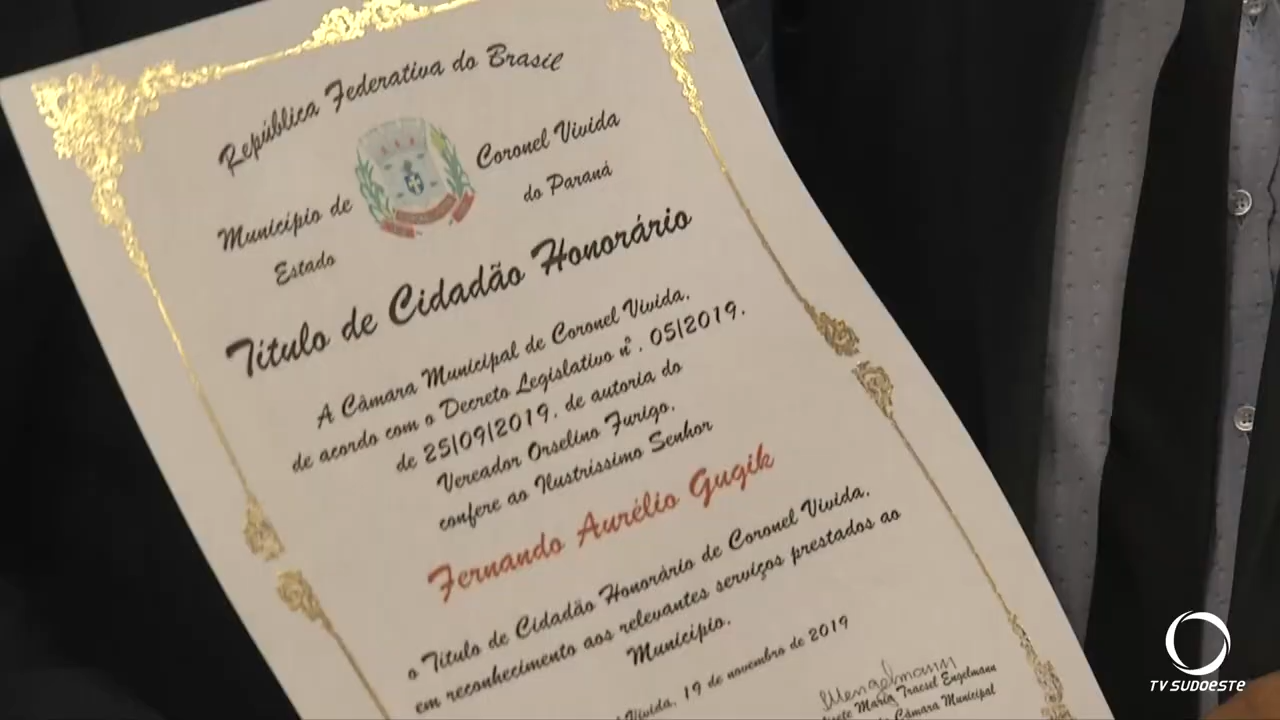 República Federativa do Brasil
Município de Coronel Vivida
Estado do Paraná
Título de Cidadão Honorário
A Câmara Municipal de Coronel Vivida,
de acordo com o Decreto Legislativo nº. 05/2019,
de 25/09/2019, de autoria do
Vereador Orselino Furigo,
confere ao Ilustríssimo Senhor
Fernando Aurélio Gugik
o Título de Cidadão Honorário de Coronel Vivida,
em reconhecimento aos relevantes serviços prestados ao
Município.
Vivida, 19 de novembro de 2019
Mengelmann
Maria Tracsel Engelmann
Câmara Municipal
TV SUDOESTE